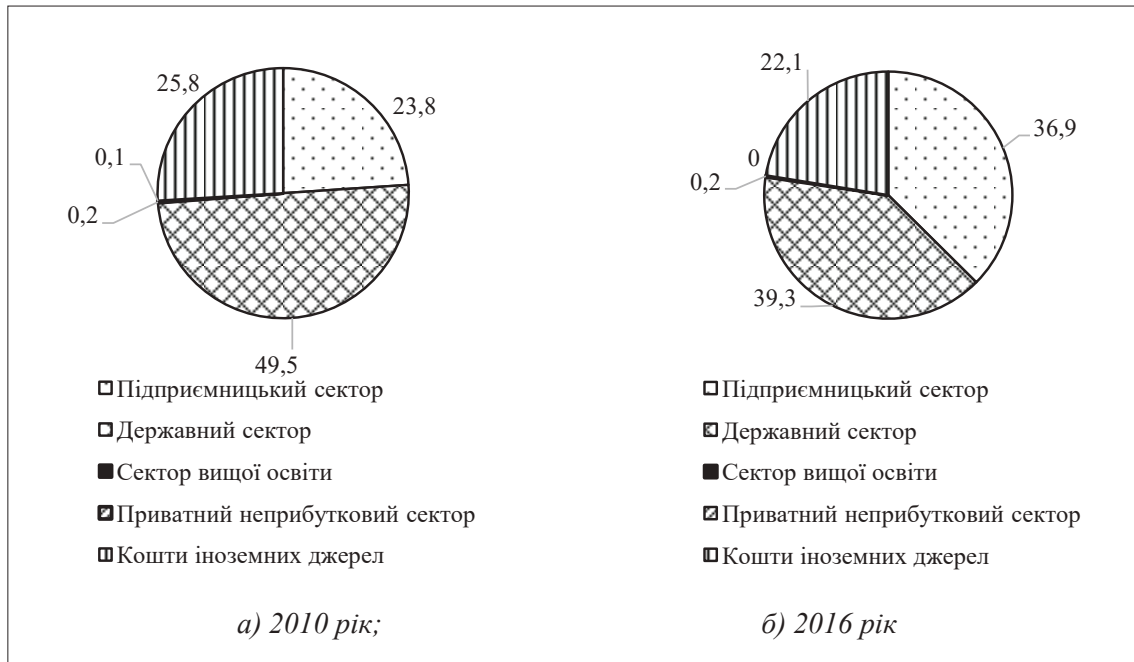 25,8
23,8
0,1
0,2
49,5
Підприємницький сектор
Державний сектор
Сектор вищої освіти
Приватний неприбутковий сектор
Кошти іноземних джерел
а) 2010 рік;
22,1
36,9
0
0,2
39,3
Підприємницький сектор
Державний сектор
Сектор вищої освіти
Приватний неприбутковий сектор
Кошти іноземних джерел
б) 2016 рік